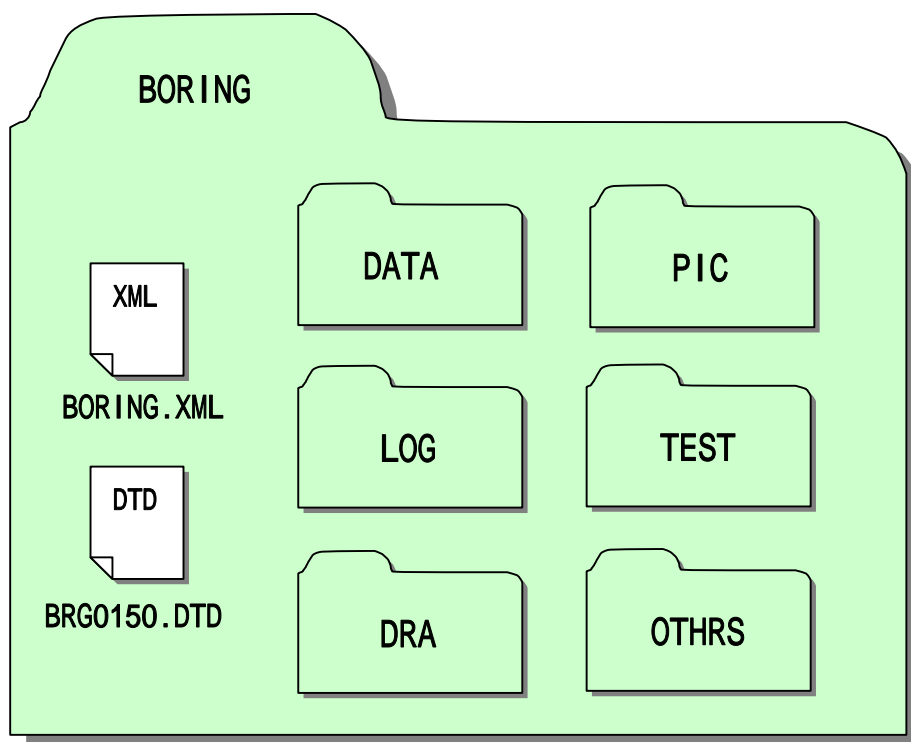 BORING
XML
BORING.XML
DTD
BRG0150.DTD
DATA
PIC
LOG
TEST
DRA
OTHRS